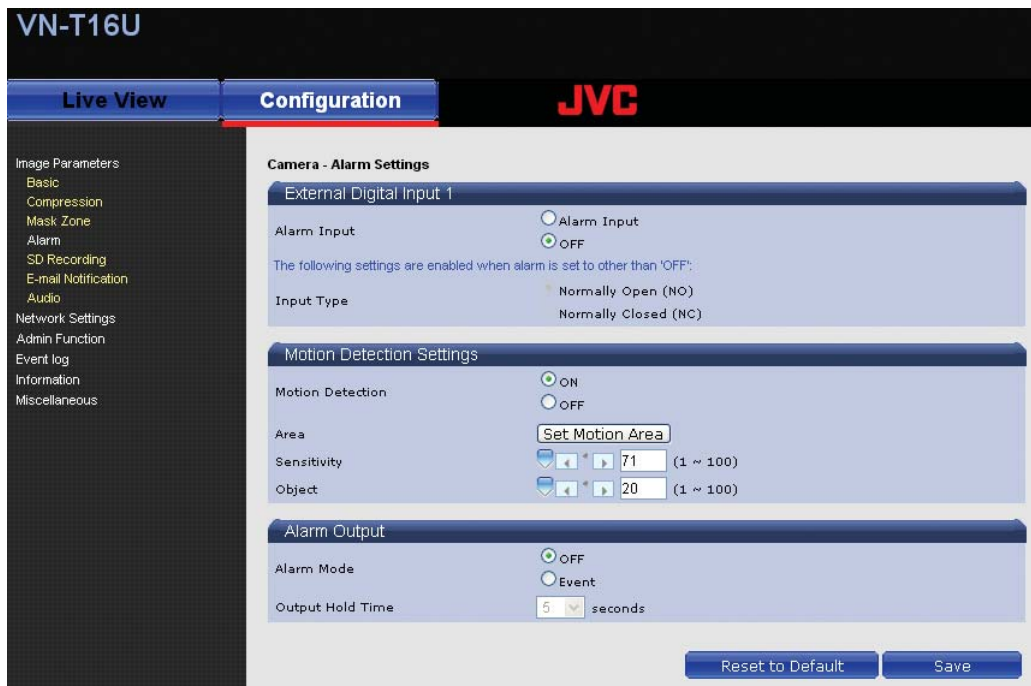 VN-T16U
Live View
Configuration
JVC
Image Parameters
Basic
Compression
Mask Zone
Alarm
SD Recording
E-mail Notification
Audio
Network Settings
Admin Function
Event log
Information
Miscellaneous
Camera - Alarm Settings
External Digital Input 1
Alarm Input
Alarm Input
OFF
The following settings are enabled when alarm is set to other than 'OFF':
Input Type
Normally Open (NO)
Normally Closed (NC)
Motion Detection Settings
Motion Detection
ON
OFF
Area
Set Motion Area
Sensitivity
71 (1 ~ 100)
Object
20 (1 ~ 100)
Alarm Output
Alarm Mode
OFF
Event
Output Hold Time
5 seconds
Reset to Default
Save